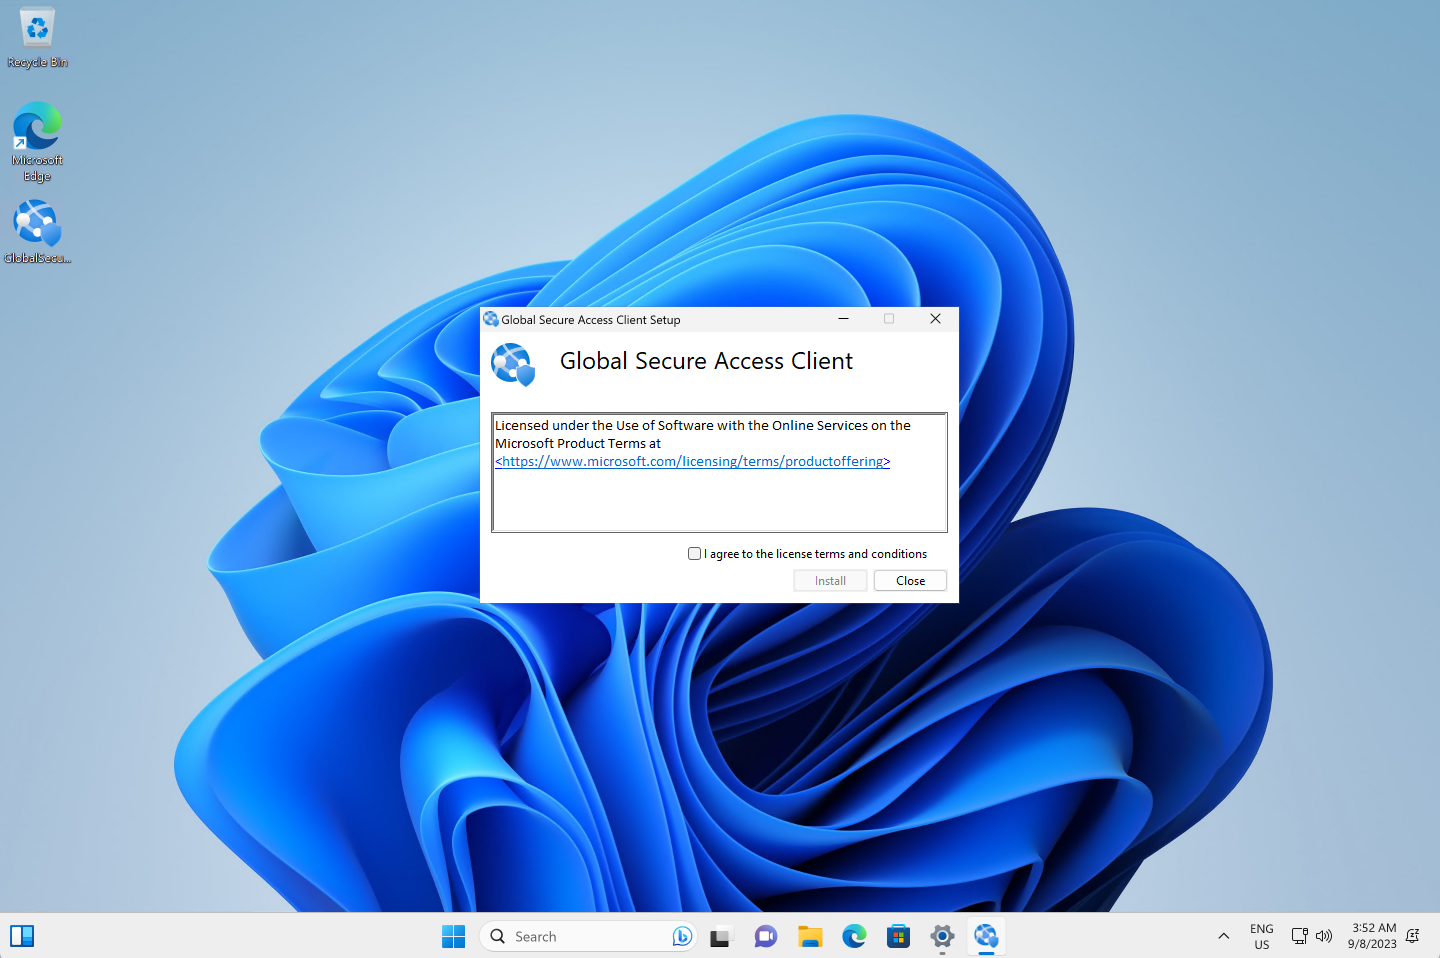 Recycle Bin
Microsoft
Edge
GlobalSecu...
Global Secure Access Client Setup
Global Secure Access Client
Licensed under the Use of Software with the Online Services on the
Microsoft Product Terms at
<https://www.microsoft.com/licensing/terms/productoffering>
I agree to the license terms and conditions
Install
Close
Search
ENG
US
3:52 AM
9/8/2023